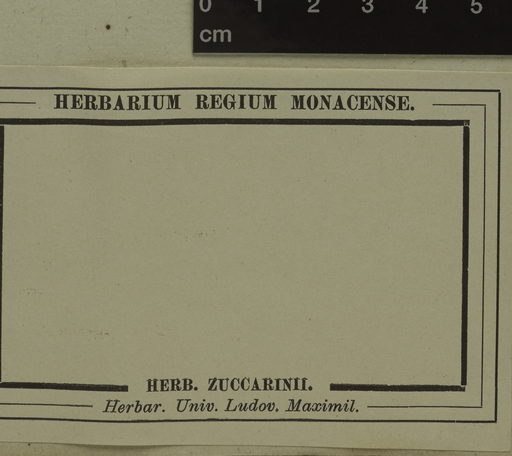 0 1 2 3 4 5
cm
HERBARIUM REGIUM MONACENSE.
HERB. ZUCCARINII.
Herbar. Univ. Ludov. Maximil.